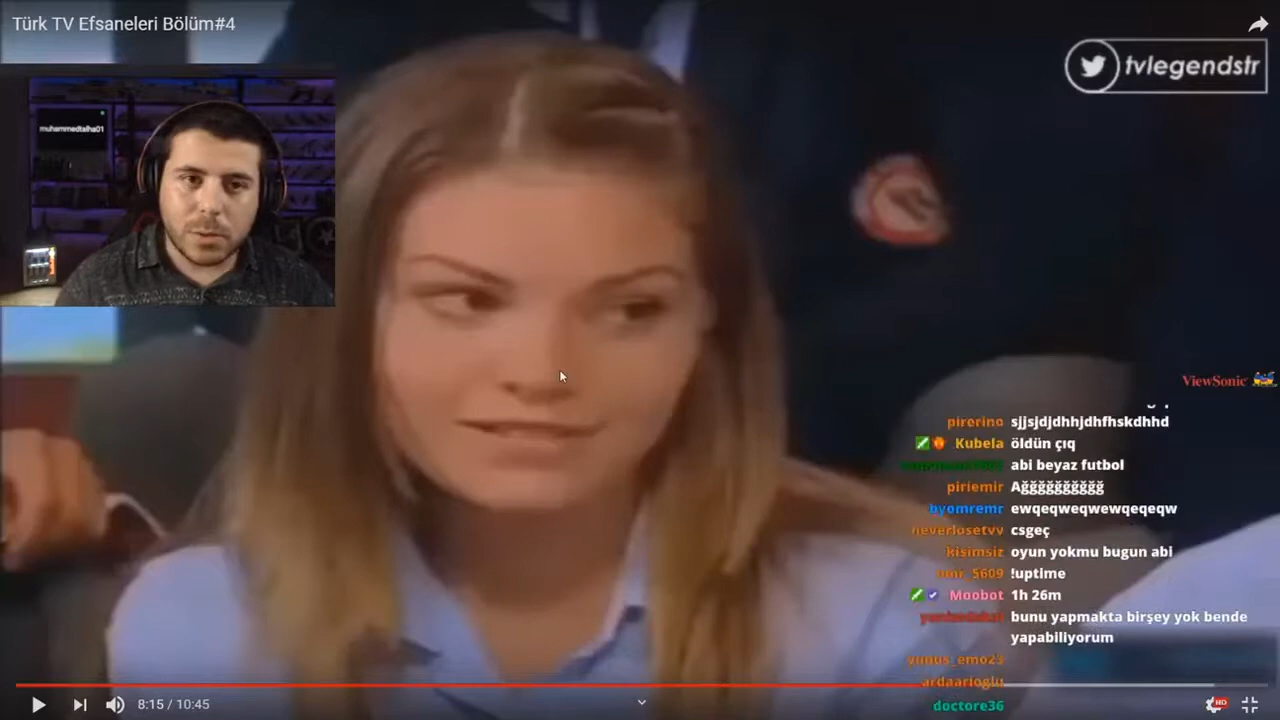 Türk TV Efsaneleri Bölüm#4
tvlegendstr
muhammedtalha01
ViewSonic
pirerino sjjsjdjdhhjdhfhskdhhd
Kubela öldün çıq
abi beyaz futbol
piriemir Ağğğğğğğğğğ
byomremr ewqeqweqwewqeqeqw
neverlosetvv csgeç
kisimsiz oyun yokmu bugun abi
omr_5609 !uptime
Moobot 1h 26m
bunu yapmakta birşey yok bende
yapabiliyorum
yunus_emo23
ardaarioglu
doctore36
8:15 / 10:45
HD